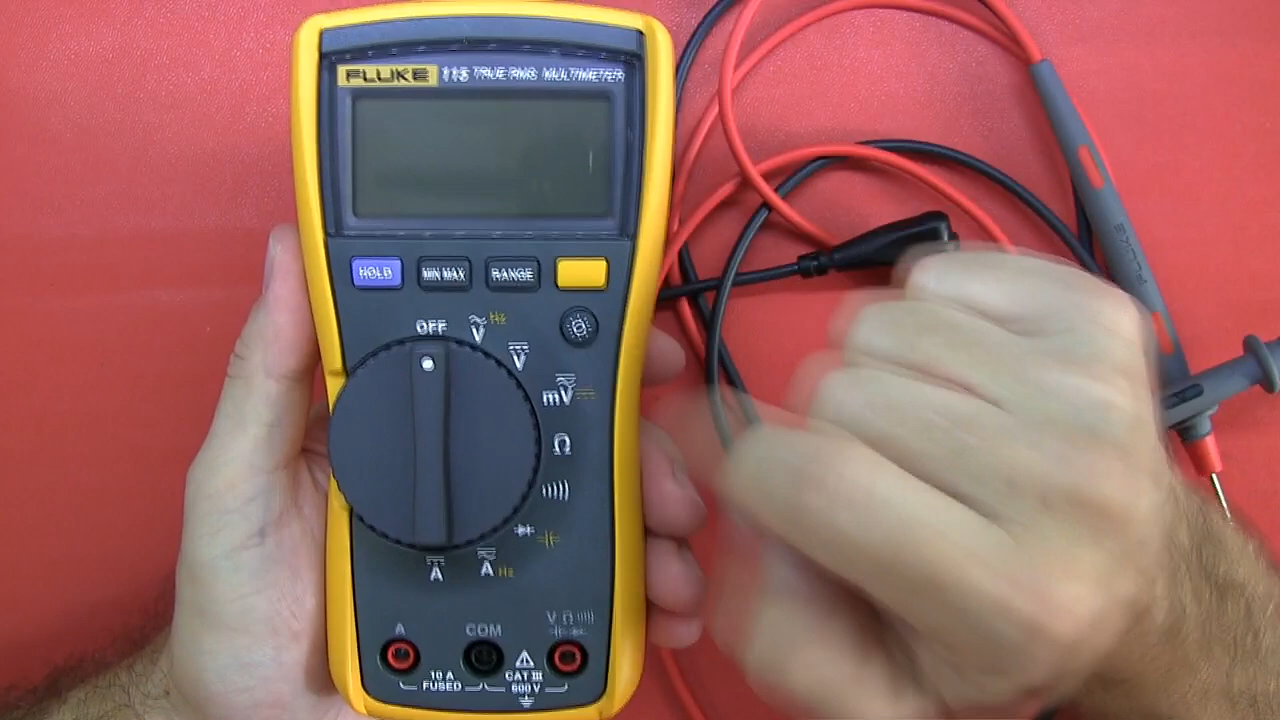 FLUKE 115 TRUE RMS MULTIMETER
HOLD MIN MAX RANGE
OFF
V Hz
V
mV
Ω
A
A Hz
A COM V Ω
10 A FUSED
CAT III 600 V
FLUKE